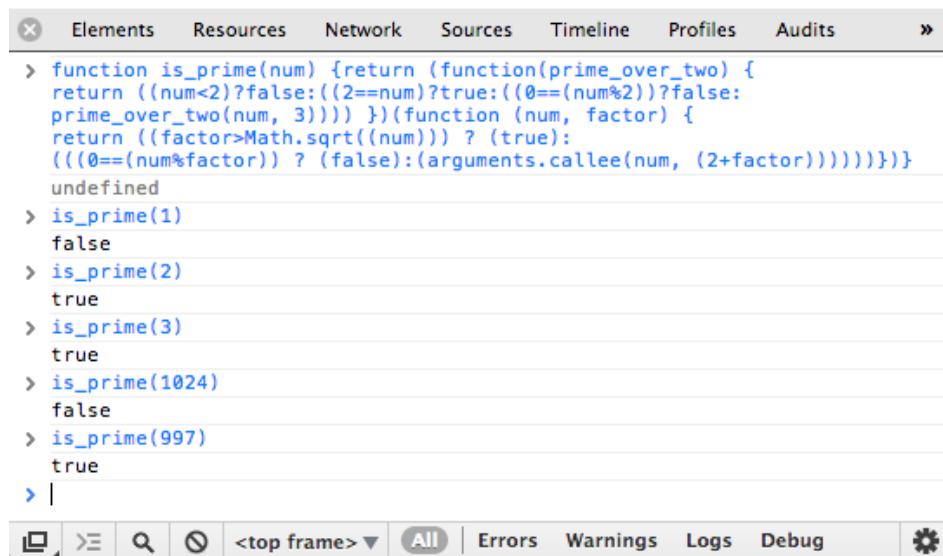 Elements Resources Network Sources Timeline Profiles Audits »
> function is_prime(num) {return (function(prime_over_two) {
return ((num<2)?false:((2==num)?true:((0==(num%2))?false:
prime_over_two(num, 3)))) })(function (num, factor) {
return ((factor>Math.sqrt((num))) ? (true):
(((0==(num%factor)) ? (false):(arguments.callee(num, (2+factor))))))})}
undefined
> is_prime(1)
false
> is_prime(2)
true
> is_prime(3)
true
> is_prime(1024)
false
> is_prime(997)
true
>
<top frame> All Errors Warnings Logs Debug